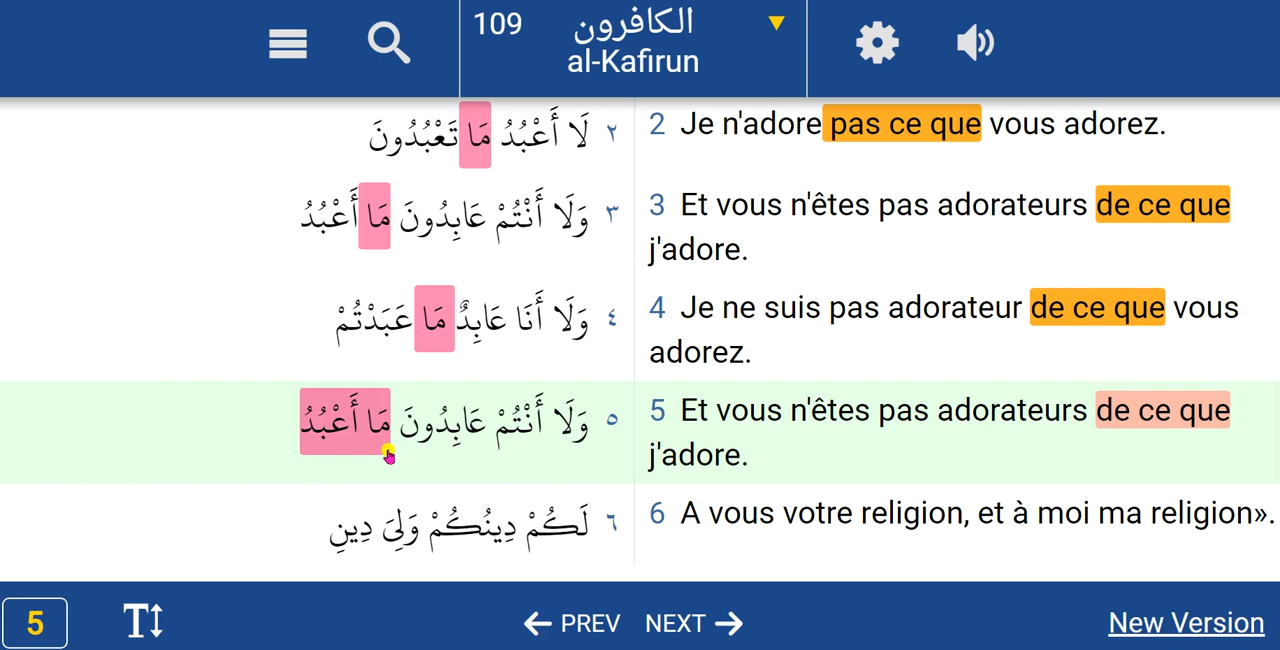 109
الكافرون
al-Kafirun
٢ لَا أَعْبُدُ مَا تَعْبُدُونَ
2 Je n'adore pas ce que vous adorez.
٣ وَلَا أَنْتُمْ عَابِدُونَ مَا أَعْبُدُ
3 Et vous n'êtes pas adorateurs de ce que
j'adore.
٤ وَلَا أَنَا عَابِدٌ مَا عَبَدْتُمْ
4 Je ne suis pas adorateur de ce que vous
adorez.
٥ وَلَا أَنْتُمْ عَابِدُونَ مَا أَعْبُدُ
5 Et vous n'êtes pas adorateurs de ce que
j'adore.
٦ لَكُمْ دِينُكُمْ وَلِيَ دِينِ
6 A vous votre religion, et à moi ma religion».
5 T PREV NEXT New Version